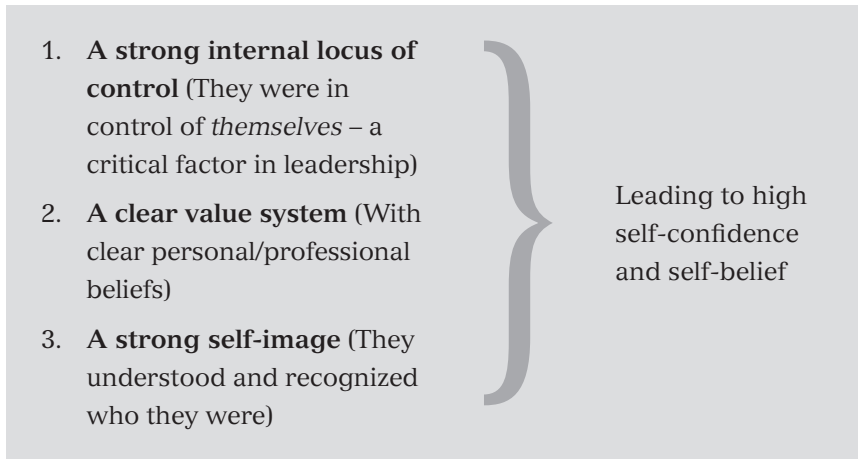 1. A strong internal locus of
control (They were in
control of themselves – a
critical factor in leadership)
2. A clear value system (With
clear personal/professional
beliefs)
3. A strong self-image (They
understood and recognized
who they were)
Leading to high
self-confidence
and self-belief